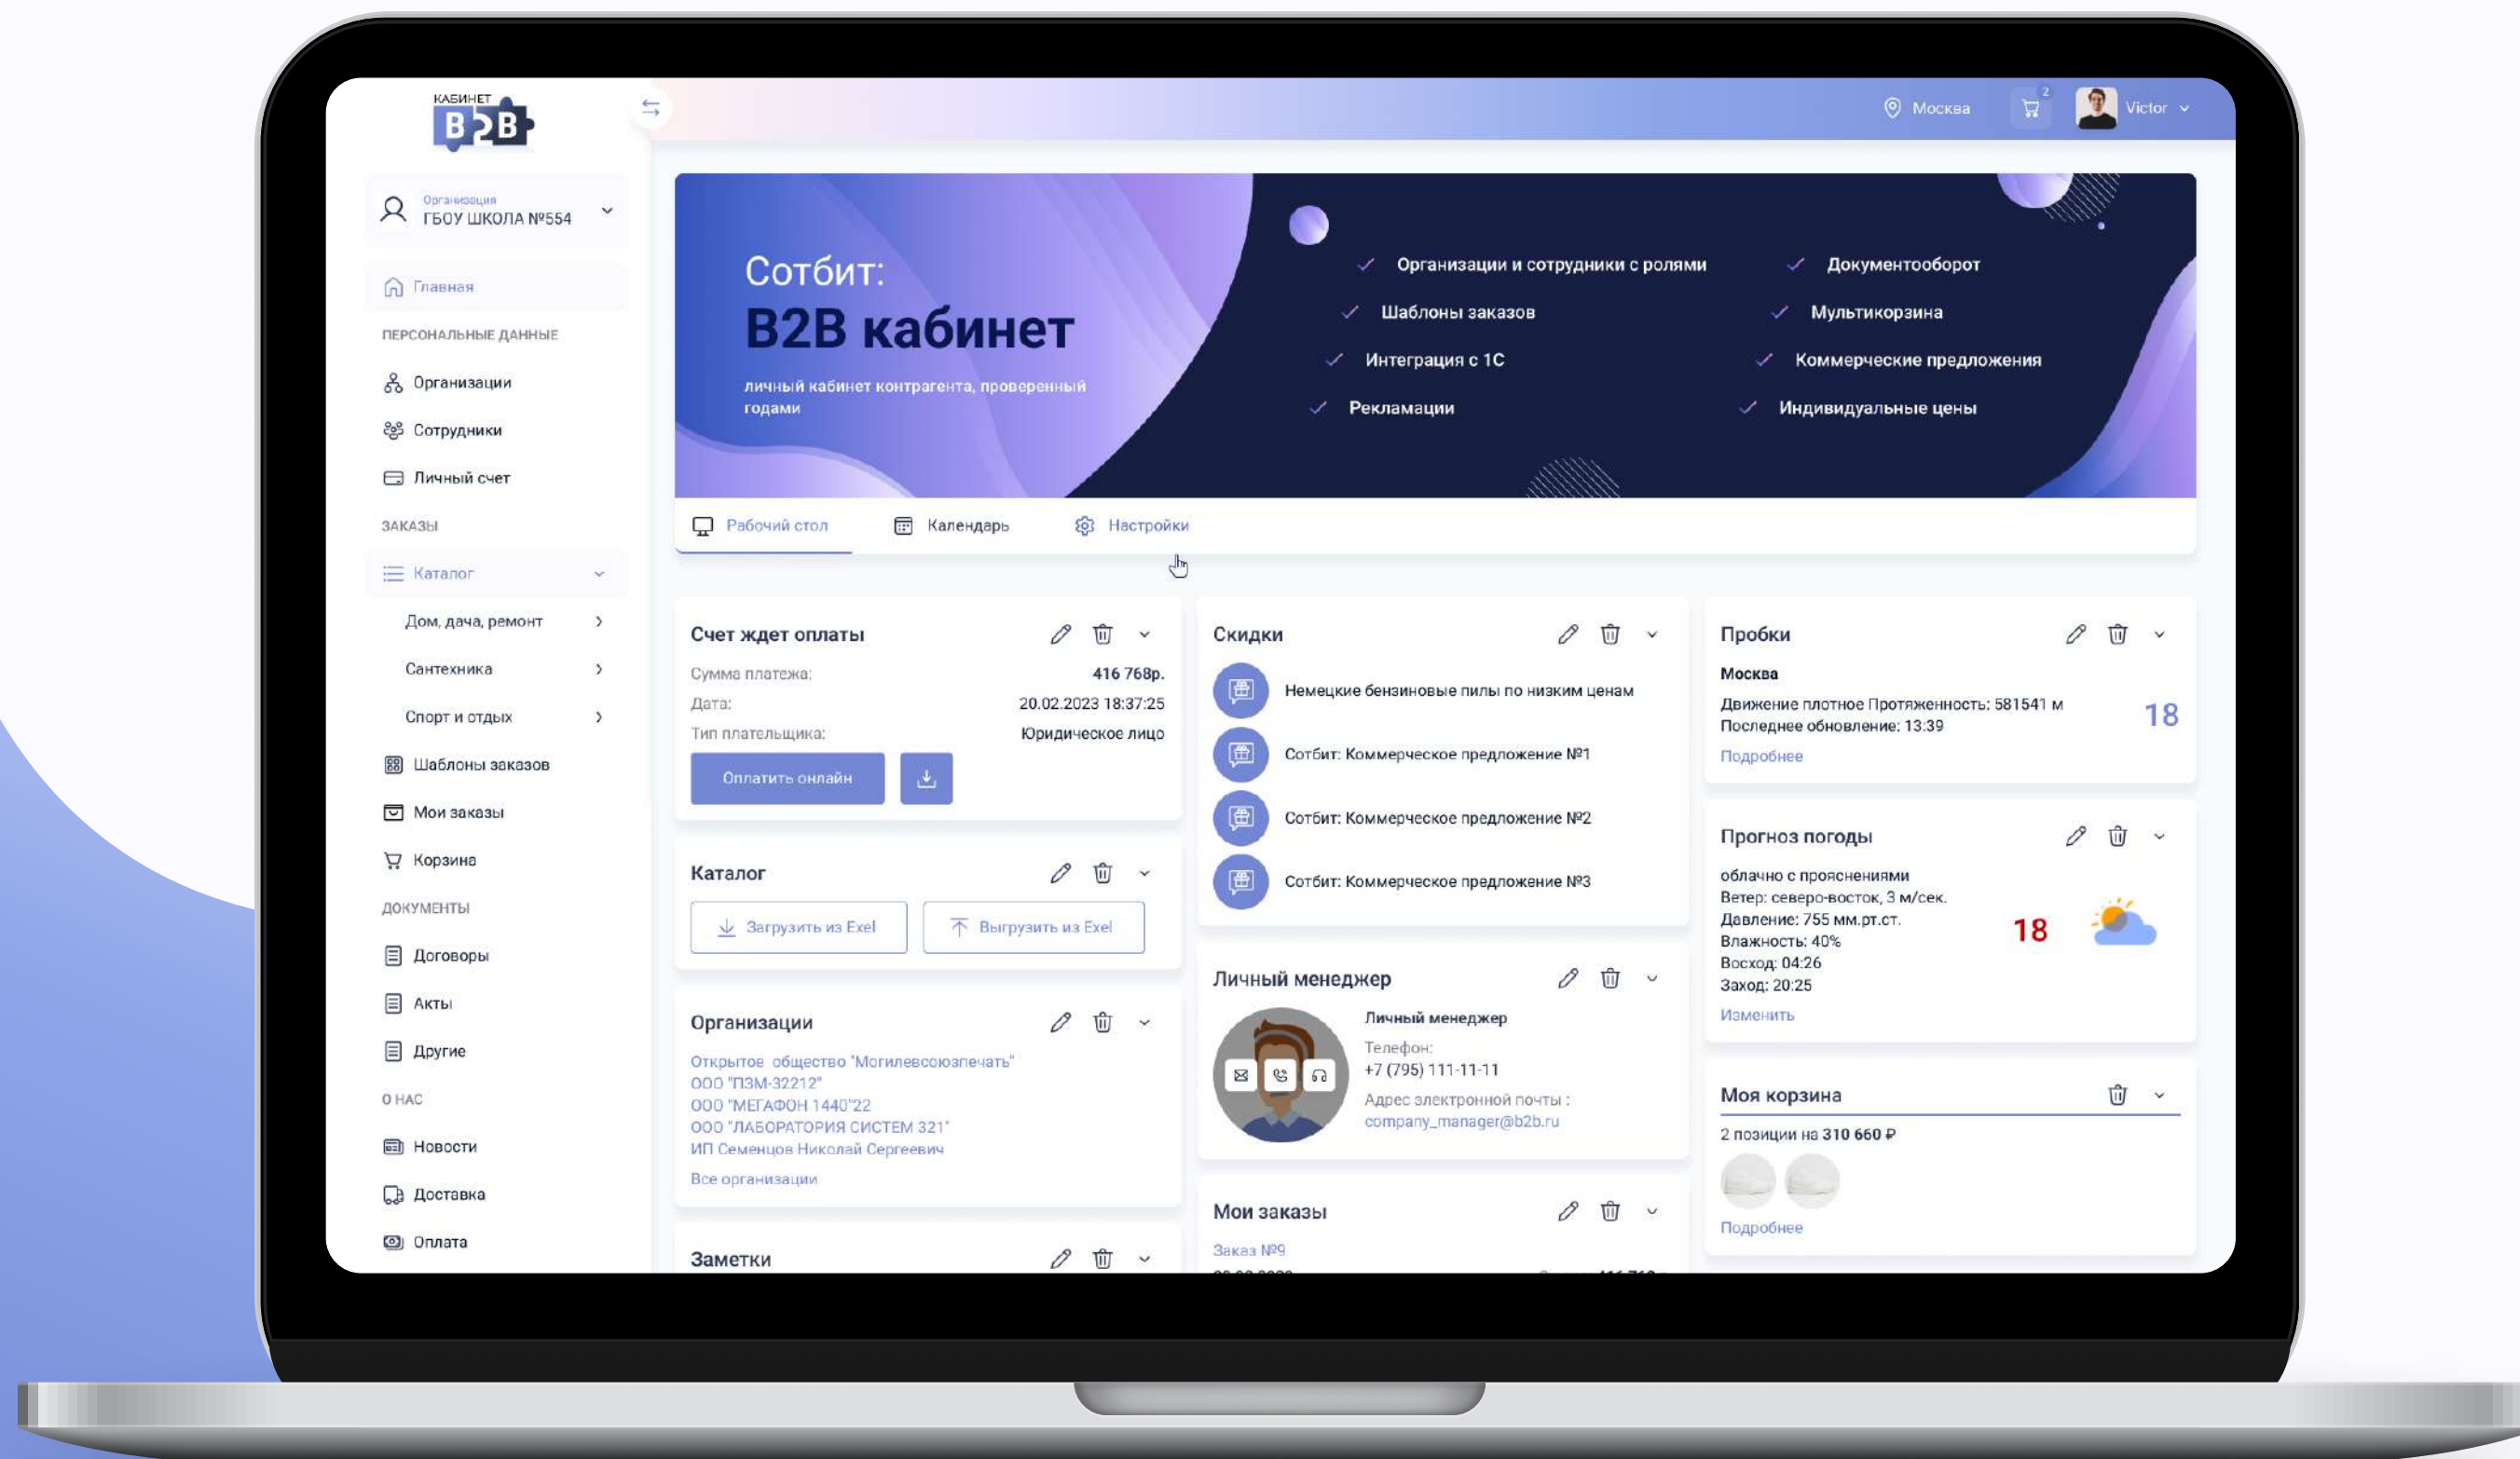 КАБИНЕТ
B2B
Москва
2
Victor
Организация
ГБОУ ШКОЛА №554
Главная
ПЕРСОНАЛЬНЫЕ ДАННЫЕ
Организации
Сотрудники
Личный счет
ЗАКАЗЫ
Каталог
Дом, дача, ремонт
Сантехника
Спорт и отдых
Шаблоны заказов
Мои заказы
Корзина
ДОКУМЕНТЫ
Договоры
Акты
Другие
О НАС
Новости
Доставка
Оплата
Сотбит:
B2B кабинет
личный кабинет контрагента, проверенный
годами
Организации и сотрудники с ролями
Шаблоны заказов
Интеграция с 1С
Рекламации
Документооборот
Мультикорзина
Коммерческие предложения
Индивидуальные цены
Рабочий стол
Календарь
Настройки
Счет ждет оплаты
Сумма платежа: 416 768р.
Дата: 20.02.2023 18:37:25
Тип плательщика: Юридическое лицо
Оплатить онлайн
Каталог
Загрузить из Exel
Выгрузить из Exel
Организации
Открытое общество "Могилевсоюзпечать"
ООО "ПЗМ-32212"
ООО "МЕГАФОН 1440"22
ООО "ЛАБОРАТОРИЯ СИСТЕМ 321"
ИП Семенцов Николай Сергеевич
Все организации
Заметки
Скидки
Немецкие бензиновые пилы по низким ценам
Сотбит: Коммерческое предложение №1
Сотбит: Коммерческое предложение №2
Сотбит: Коммерческое предложение №3
Личный менеджер
Личный менеджер
Телефон:
+7 (795) 111-11-11
Адрес электронной почты :
company_manager@b2b.ru
Мои заказы
Заказ №9
Пробки
Москва
Движение плотное Протяженность: 581541 м
Последнее обновление: 13:39
18
Подробнее
Прогноз погоды
облачно с прояснениями
Ветер: северо-восток, 3 м/сек.
Давление: 755 мм.рт.ст.
Влажность: 40%
Восход: 04:26
Заход: 20:25
18
Изменить
Моя корзина
2 позиции на 310 660 ₽
Подробнее